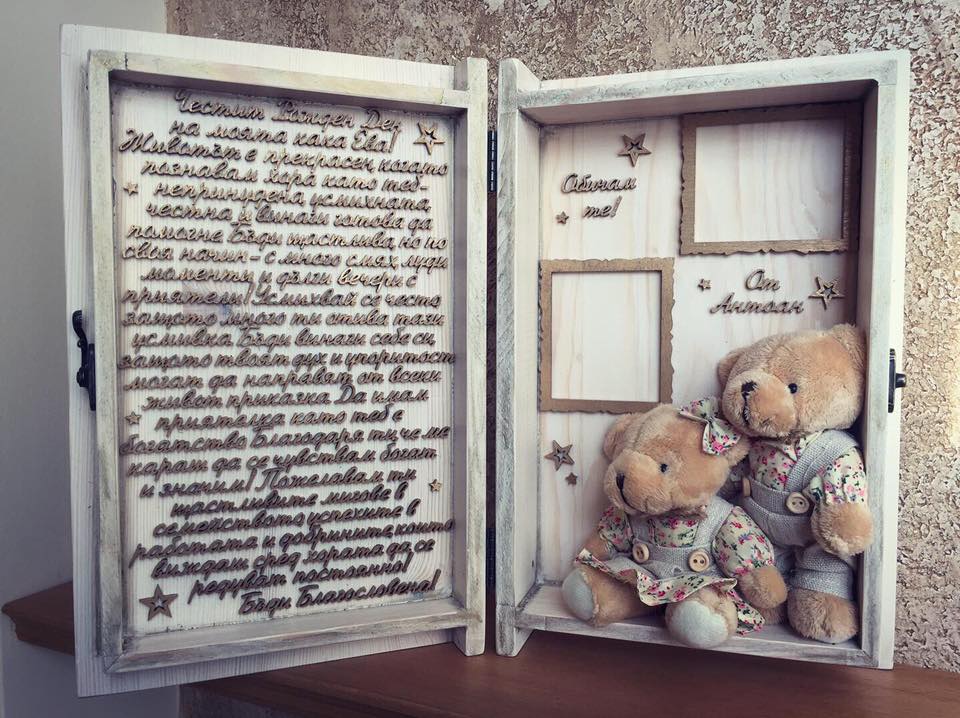 Честит Рожден Ден
на моята кака Ева!
Животът е прекрасен, когато
познавам хора като теб-
непринудена, усмихната,
честна и винаги готова да
помогне. Бъди щастлива, но по
своя начин - с много смях, луди
моменти и дълги вечери с
приятели! Усмихвай се често
защото много ти отива тази
усмивка. Бъди винаги себе си
защото твоят дух и упоритост
могат да направят от всеки
живот приказка. Да имам
приятелка като теб е
богатство. Благодаря ти, че ме
караш да се чувствам богат
и значим! Пожелавам ти
щастливите мигове в
семейството, успехите в
работата и добрините, които
виждаш сред хората да се
редуват постоянно!
Бъди Благословена!
Обичам
те!
От
Антоан